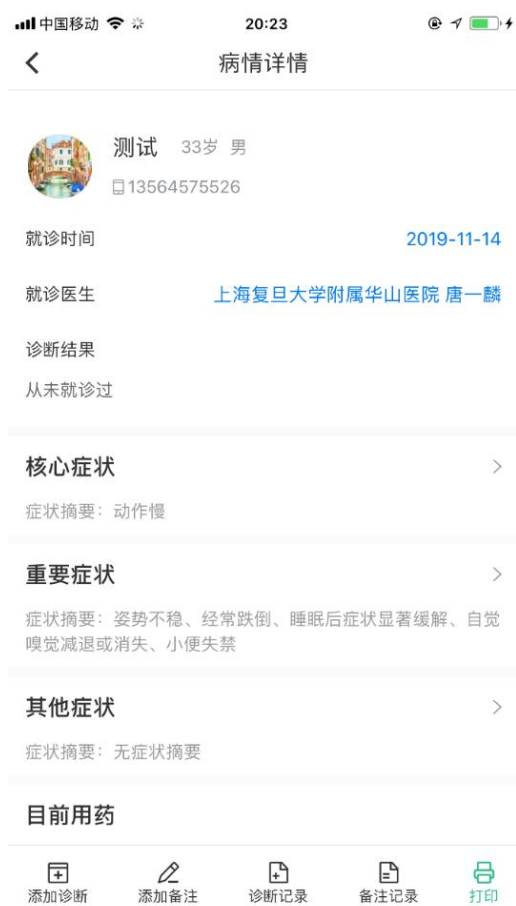 中国移动 20:23
病情详情
测试 33岁 男
13564575526
就诊时间 2019-11-14
就诊医生 上海复旦大学附属华山医院 唐一麟
诊断结果
从未就诊过
核心症状
症状摘要：动作慢
重要症状
症状摘要：姿势不稳、经常跌倒、睡眠后症状显著缓解、自觉
嗅觉减退或消失、小便失禁
其他症状
症状摘要：无症状摘要
目前用药
添加诊断 添加备注 诊断记录 备注记录 打印